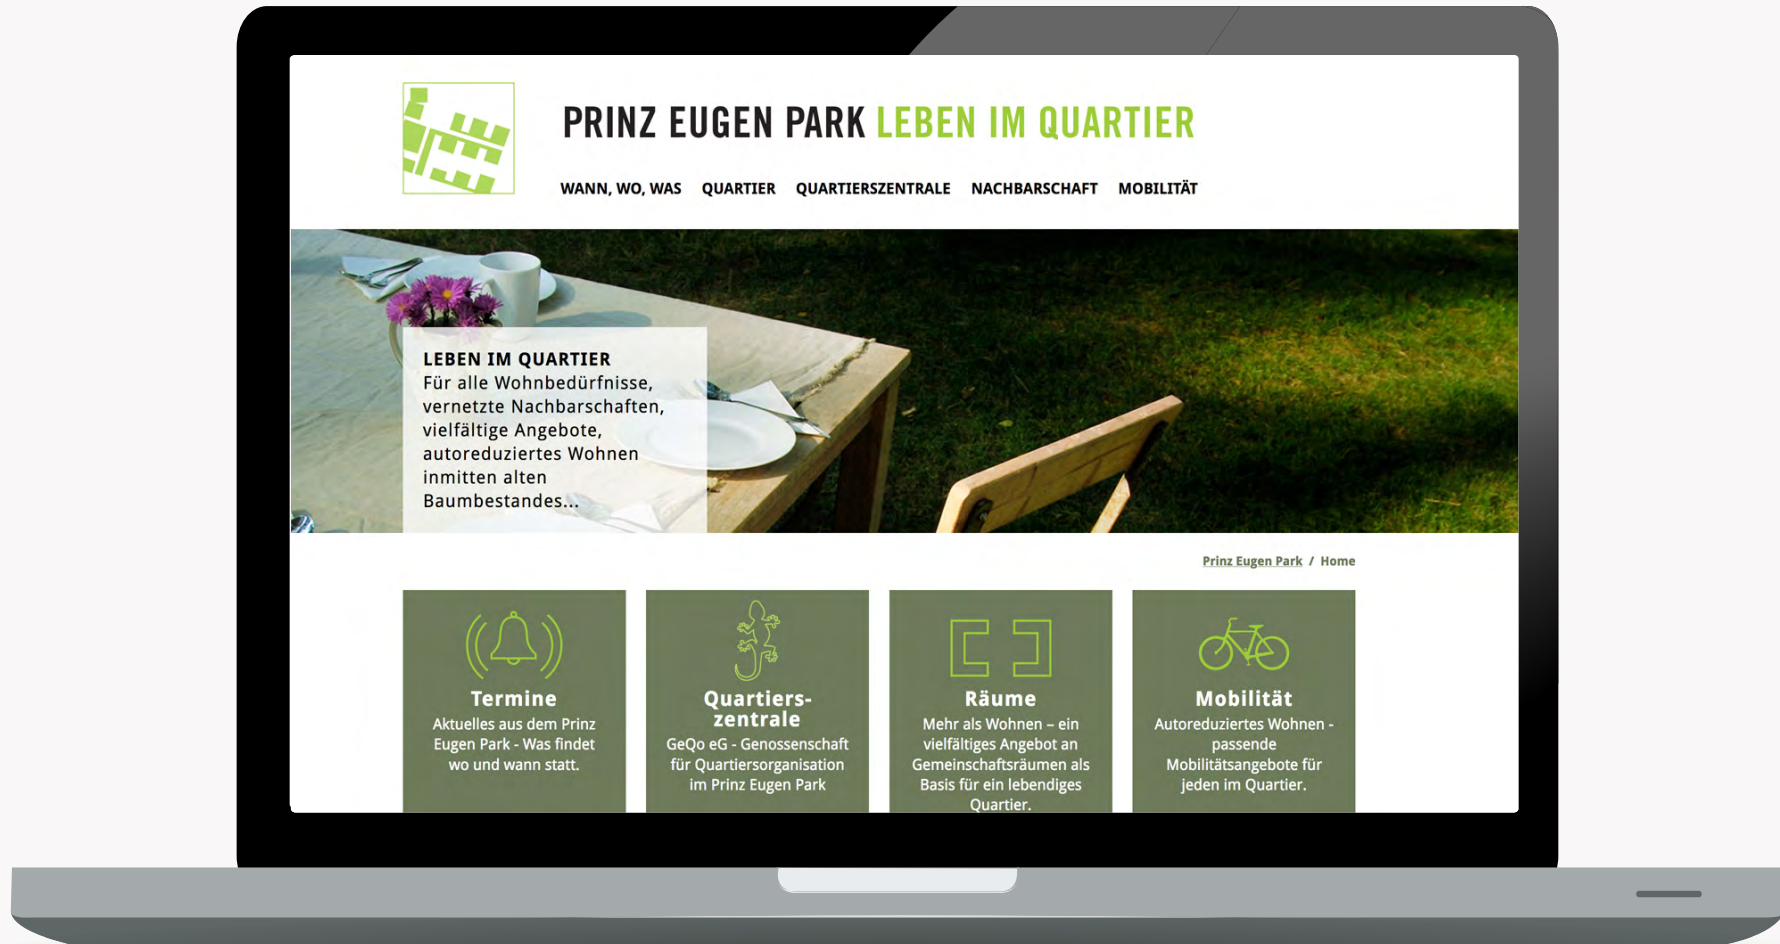 PRINZ EUGEN PARK LEBEN IM QUARTIER
WANN, WO, WAS QUARTIER QUARTIERSZENTRALE NACHBARSCHAFT MOBILITÄT
LEBEN IM QUARTIER
Für alle Wohnbedürfnisse,
vernetzte Nachbarschaften,
vielfältige Angebote,
autoreduziertes Wohnen
inmitten alten
Baumbestandes...
Prinz Eugen Park / Home
Termine
Aktuelles aus dem Prinz
Eugen Park - Was findet
wo und wann statt.
Quartiers-
zentrale
GeQo eG - Genossenschaft
für Quartiersorganisation
im Prinz Eugen Park
Räume
Mehr als Wohnen – ein
vielfältiges Angebot an
Gemeinschaftsräumen als
Basis für ein lebendiges
Quartier.
Mobilität
Autoreduziertes Wohnen -
passende
Mobilitätsangebote für
jeden im Quartier.